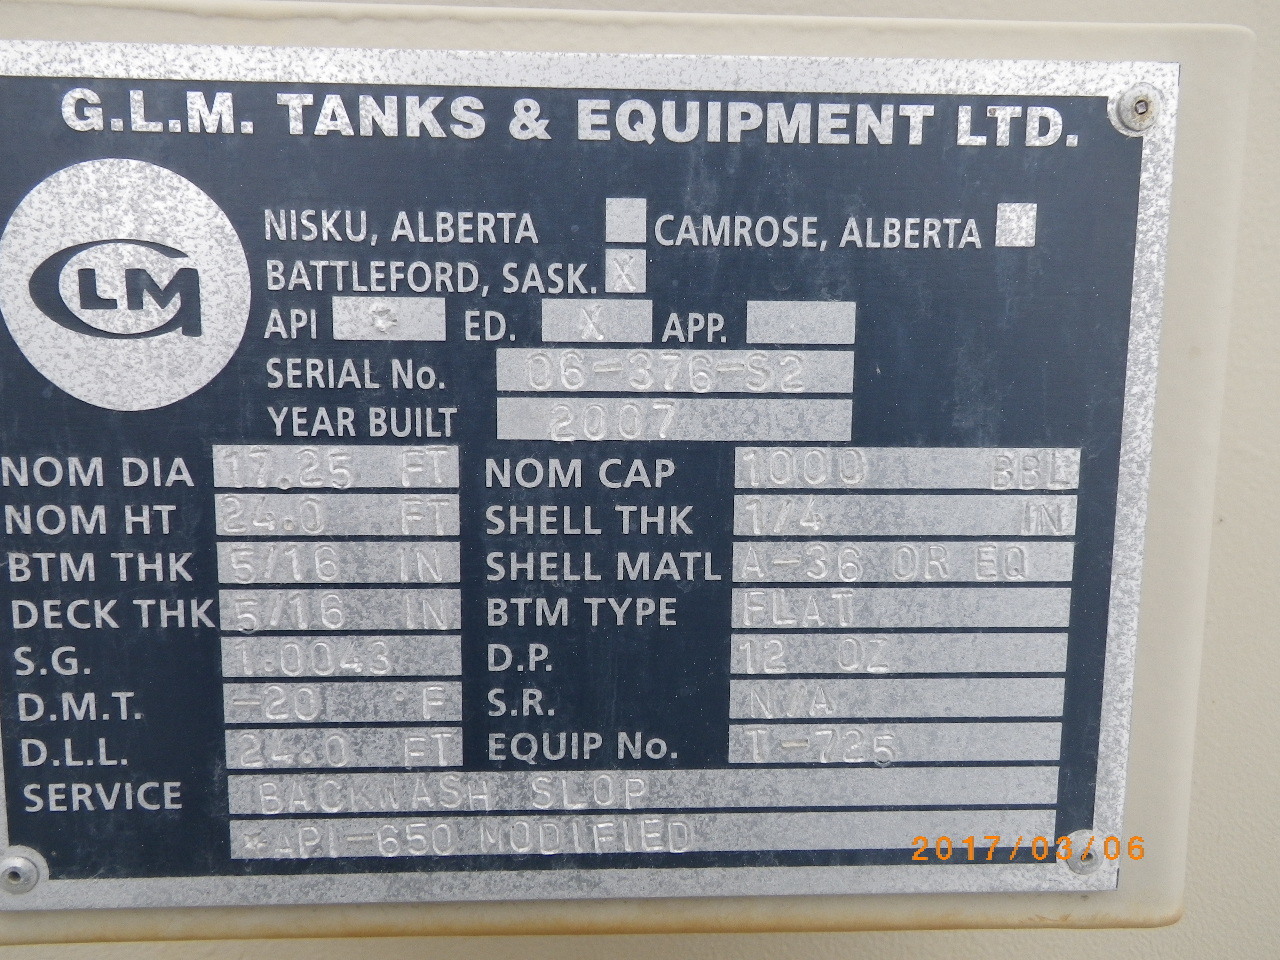 G.L.M. TANKS & EQUIPMENT LTD.
GLM
NISKU, ALBERTA CAMROSE, ALBERTA
BATTLEFORD, SASK. X
API * ED. X APP.
SERIAL No. 06-376-S2
YEAR BUILT 2007
NOM DIA 17.25 FT NOM CAP 1000 BBL
NOM HT 24.0 FT SHELL THK 1/4 IN
BTM THK 5/16 IN SHELL MATL A-36 OR EQ
DECK THK 5/16 IN BTM TYPE FLAT
S.G. 1.0043 D.P. 12 OZ
D.M.T. -20 °F S.R. N/A
D.L.L. 24.0 FT EQUIP No. T-725
SERVICE BACKWASH SLOP
*API-650 MODIFIED
2017/03/06